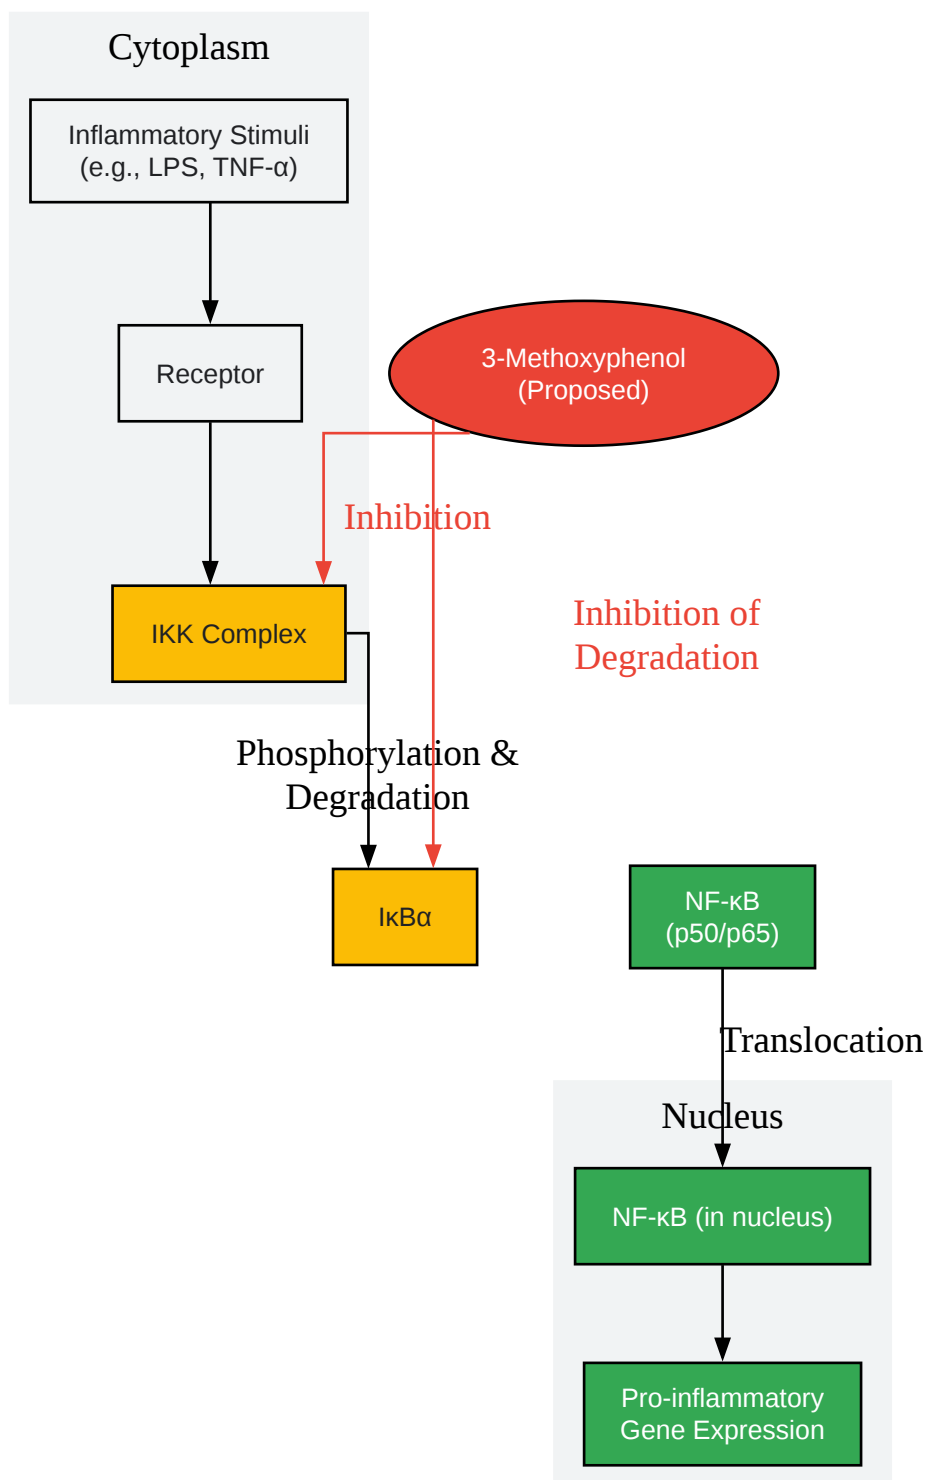 Cytoplasm
Inflammatory Stimuli
(e.g., LPS, TNF-α)
Receptor
3-Methoxyphenol
(Proposed)
Inhibition
IKK Complex
Inhibition of
Degradation
Phosphorylation &
Degradation
IκBα
NF-κB
(p50/p65)
Translocation
Nucleus
NF-κB (in nucleus)
Pro-inflammatory
Gene Expression